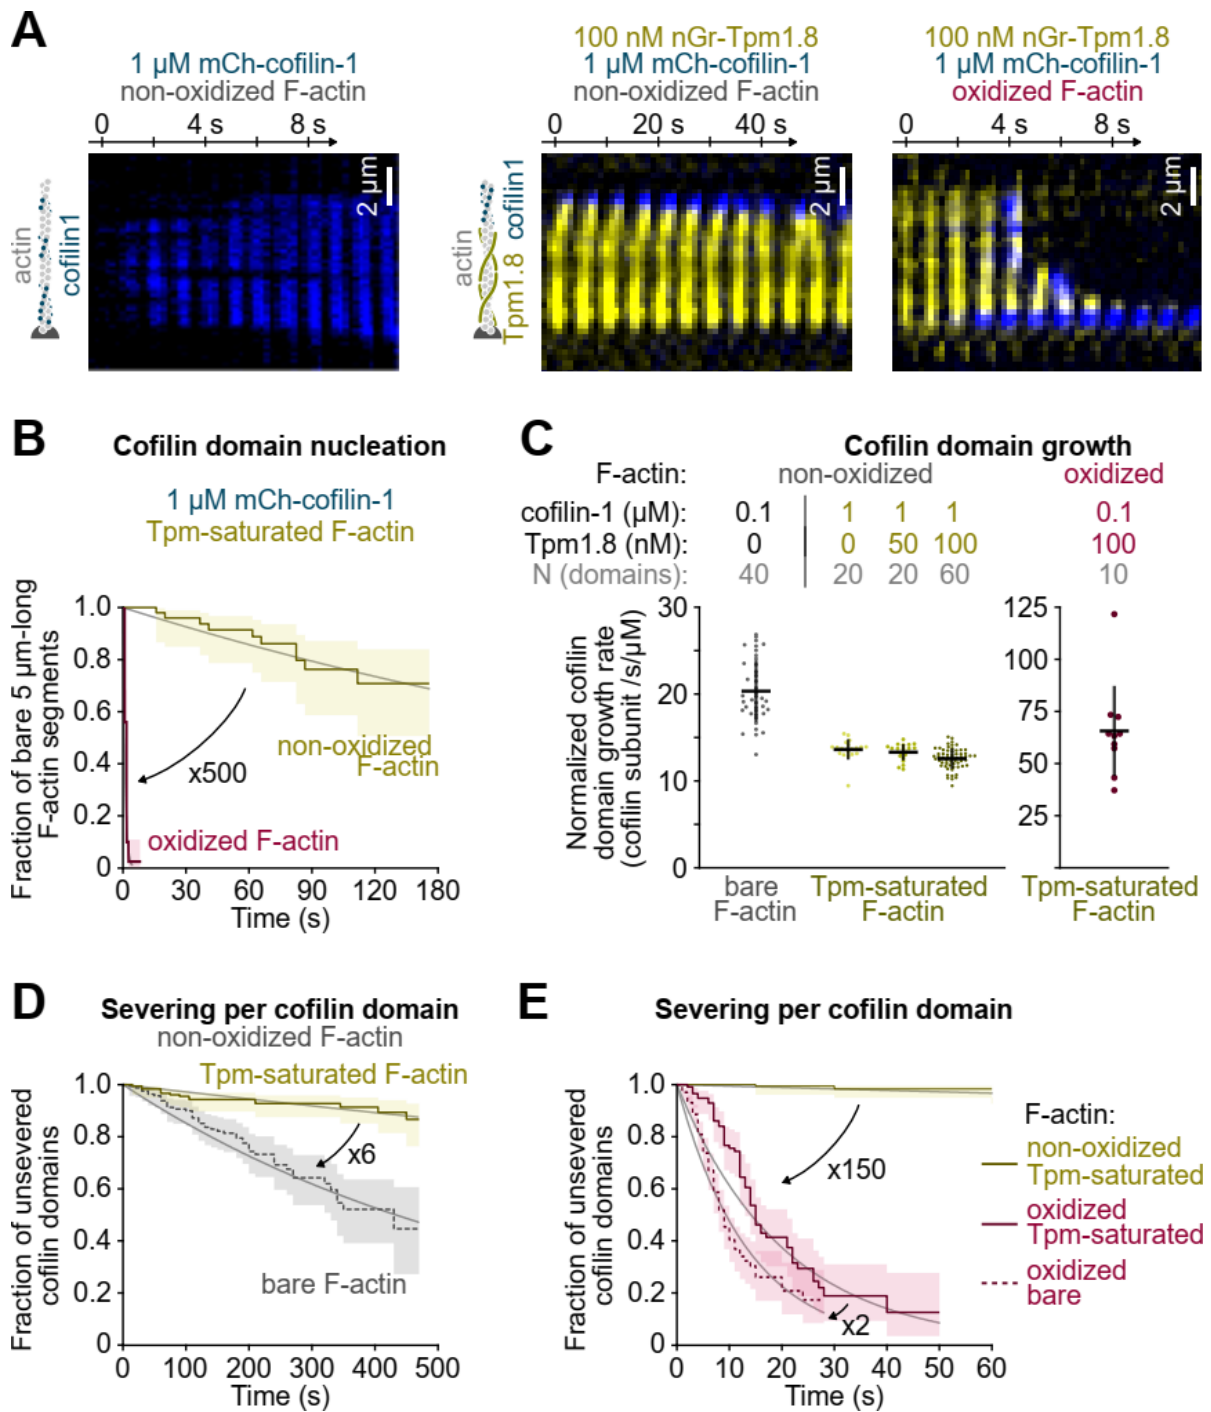 A
1 µM mCh-cofilin-1
non-oxidized F-actin
0 4 s 8 s
actin
cofilin1
2 µm
100 nM nGr-Tpm1.8
1 µM mCh-cofilin-1
non-oxidized F-actin
0 20 s 40 s
actin
Tpm1.8 cofilin1
2 µm
100 nM nGr-Tpm1.8
1 µM mCh-cofilin-1
oxidized F-actin
0 4 s 8 s
2 µm
B
Cofilin domain nucleation
1 µM mCh-cofilin-1
Tpm-saturated F-actin
Fraction of bare 5 µm-long
F-actin segments
1.0
0.8
0.6
0.4
0.2
0
non-oxidized
F-actin
x500
oxidized F-actin
0 30 60 90 120 180
Time (s)
C
Cofilin domain growth
F-actin: non-oxidized oxidized
cofilin-1 (µM): 0.1 1 1 1 0.1
Tpm1.8 (nM): 0 0 50 100 100
N (domains): 40 20 20 60 10
Normalized cofilin
domain growth rate
(cofilin subunit /s/µM)
30
20
10
0
125
100
75
50
25
bare
F-actin
Tpm-saturated
F-actin
Tpm-saturated
F-actin
D
Severing per cofilin domain
non-oxidized F-actin
Tpm-saturated F-actin
Fraction of unsevered
cofilin domains
1.0
0.8
0.6
0.4
0.2
0
x6
bare F-actin
0 100 200 300 400 500
Time (s)
E
Severing per cofilin domain
Fraction of unsevered
cofilin domains
1.0
0.8
0.6
0.4
0.2
0
x150
x2
0 10 20 30 40 50 60
Time (s)
F-actin:
non-oxidized
Tpm-saturated
oxidized
Tpm-saturated
oxidized
bare